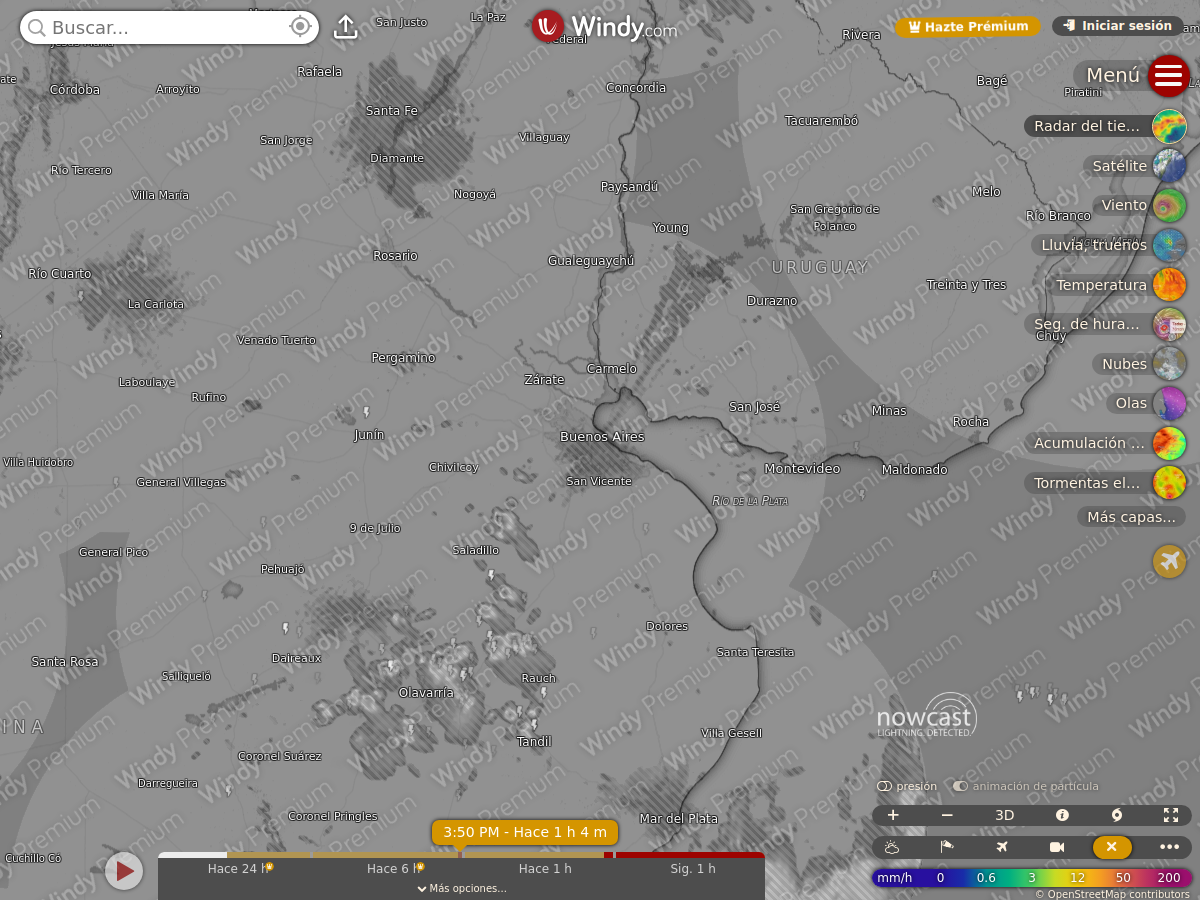 Buscar...
San Justo
La Paz
Federal
Windy.com
Rivera
Hazte Prémium
Iniciar sesión
Menú
Rafaela
Córdoba
Arroyito
Concordia
Bagé
Piratini
Santa Fe
Tacuarembó
Radar del tie...
San Jorge
Villaguay
Diamante
Satélite
Río Tercero
Villa María
Nogoyá
Paysandú
Melo
Viento
San Gregorio de
Polanco
Río Branco
Young
Lluvia, truenos
Rosario
Gualeguaychú
URUGUAY
Río Cuarto
Treinta y Tres
Temperatura
La Carlota
Durazno
Seg. de hura...
Chuy
Venado Tuerto
Pergamino
Nubes
Carmelo
Zárate
Laboulaye
Rufino
San José
Minas
Olas
Rocha
Junín
Buenos Aires
Acumulación ...
Villa Huidobro
Chivilcoy
Montevideo
Maldonado
General Villegas
San Vicente
Tormentas el...
Río de la Plata
Más capas...
9 de Julio
General Pico
Saladillo
Pehuajó
Dolores
Santa Rosa
Daireaux
Santa Teresita
Salliqueló
Rauch
Olavarría
INA
nowcast
LIGHTNING. DETECTED.
Tandil
Villa Gesell
Coronel Suárez
Darregueira
presión
animación de partícula
Coronel Pringles
Mar del Plata
3:50 PM - Hace 1 h 4 m
+ − 3D
Cuchillo Có
Hace 24 h
Hace 6 h
Hace 1 h
Sig. 1 h
Más opciones...
mm/h 0 0.6 3 12 50 200
© OpenStreetMap contributors
Windy Premium